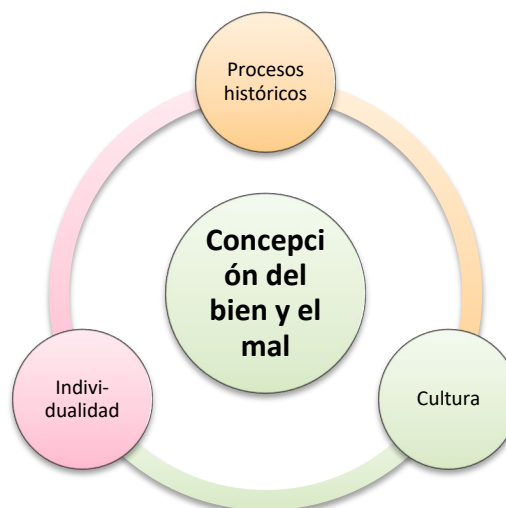 Procesos
históricos
Concepci
ón del
bien y el
mal
Indivi-
dualidad
Cultura